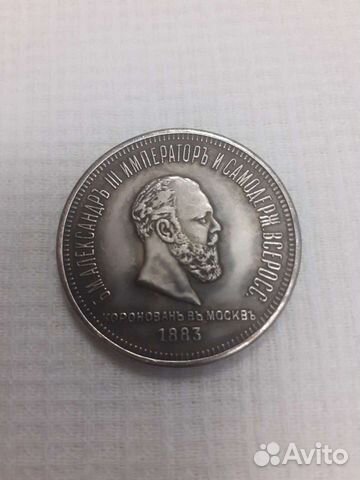 Б·М·АЛЕКСАНДРЪ III ИМПЕРАТОРЪ И САМОДЕРЖ. ВСЕРОСС.
КОРОНОВАНЪ ВЪ МОСКВѢ
1883
Avito